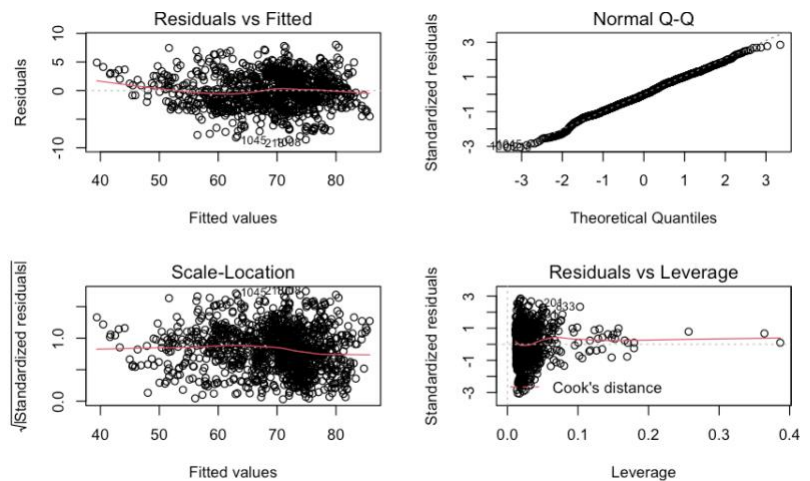 Residuals vs Fitted
Residuals
10
5
0
-10
1045
40 50 60 70 80
Fitted values
Normal Q-Q
Standardized residuals
3
1
-1
-3
-3 -2 -1 0 1 2 3
Theoretical Quantiles
Scale-Location
√|Standardized residuals|
1.0
0.0
1045
40 50 60 70 80
Fitted values
Residuals vs Leverage
Standardized residuals
3
1
-1
-3
Cook's distance
0.0 0.1 0.2 0.3 0.4
Leverage